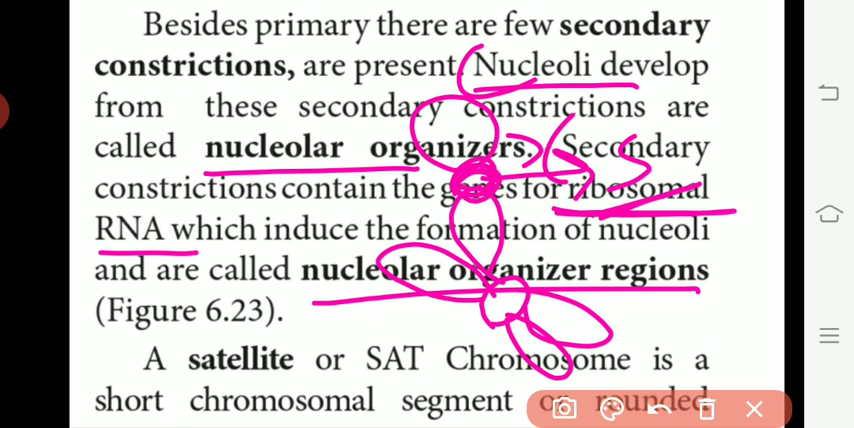 Besides primary there are few secondary
constrictions, are present. Nucleoli develop
from these secondary constrictions are
called nucleolar organizers. Secondary
constrictions contain the genes for ribosomal
RNA which induce the formation of nucleoli
and are called nucleolar organizer regions
(Figure 6.23).
A satellite or SAT Chromosome is a
short chromosomal segment or rounded